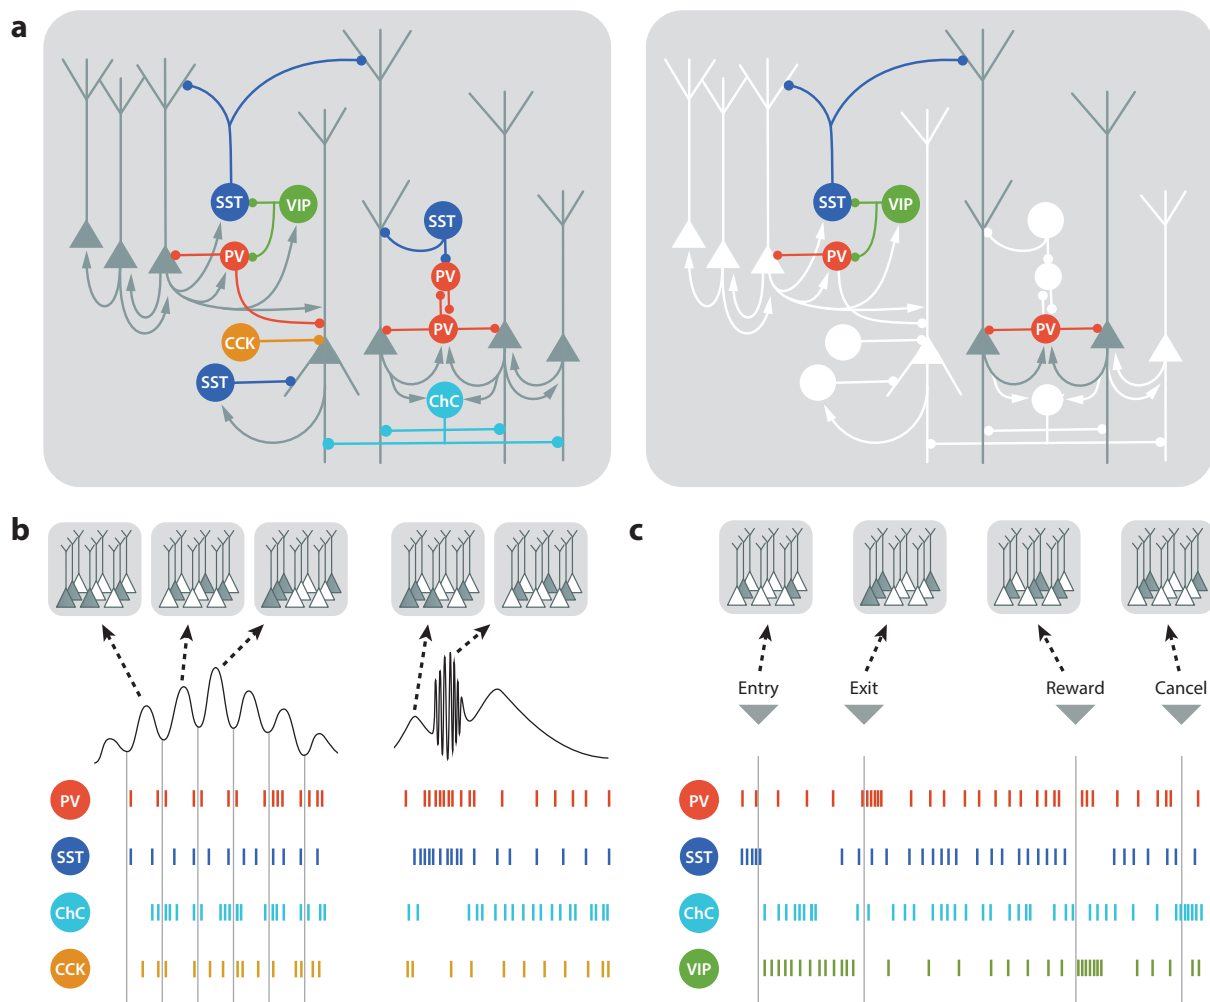 a
SST
VIP
SST
PV
PV
CCK
PV
SST
ChC
SST
VIP
PV
PV
b
c
Entry
Exit
Reward
Cancel
PV
SST
ChC
CCK
PV
SST
ChC
VIP